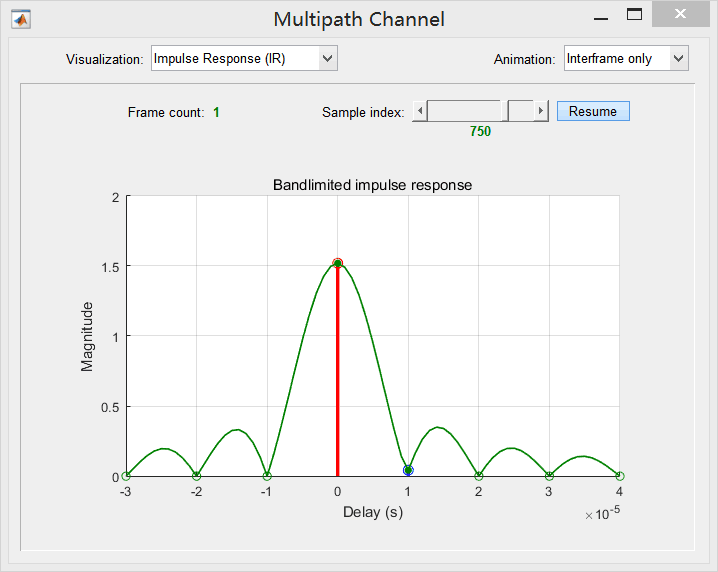 Multipath Channel
Visualization: Impulse Response (IR) Animation: Interframe only
Frame count: 1 Sample index: Resume
750
Bandlimited impulse response
2
1.5
1
0.5
0
Magnitude
-3 -2 -1 0 1 2 3 4
Delay (s)
×10⁻⁵